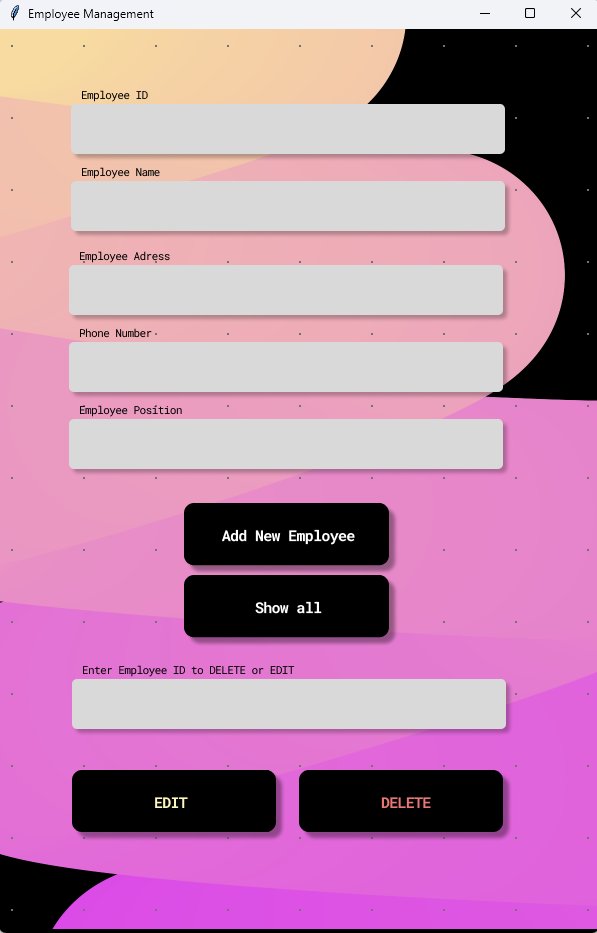 Employee Management
Employee ID
Employee Name
Employee Adress
Phone Number
Employee Position
Add New Employee
Show all
Enter Employee ID to DELETE or EDIT
EDIT
DELETE